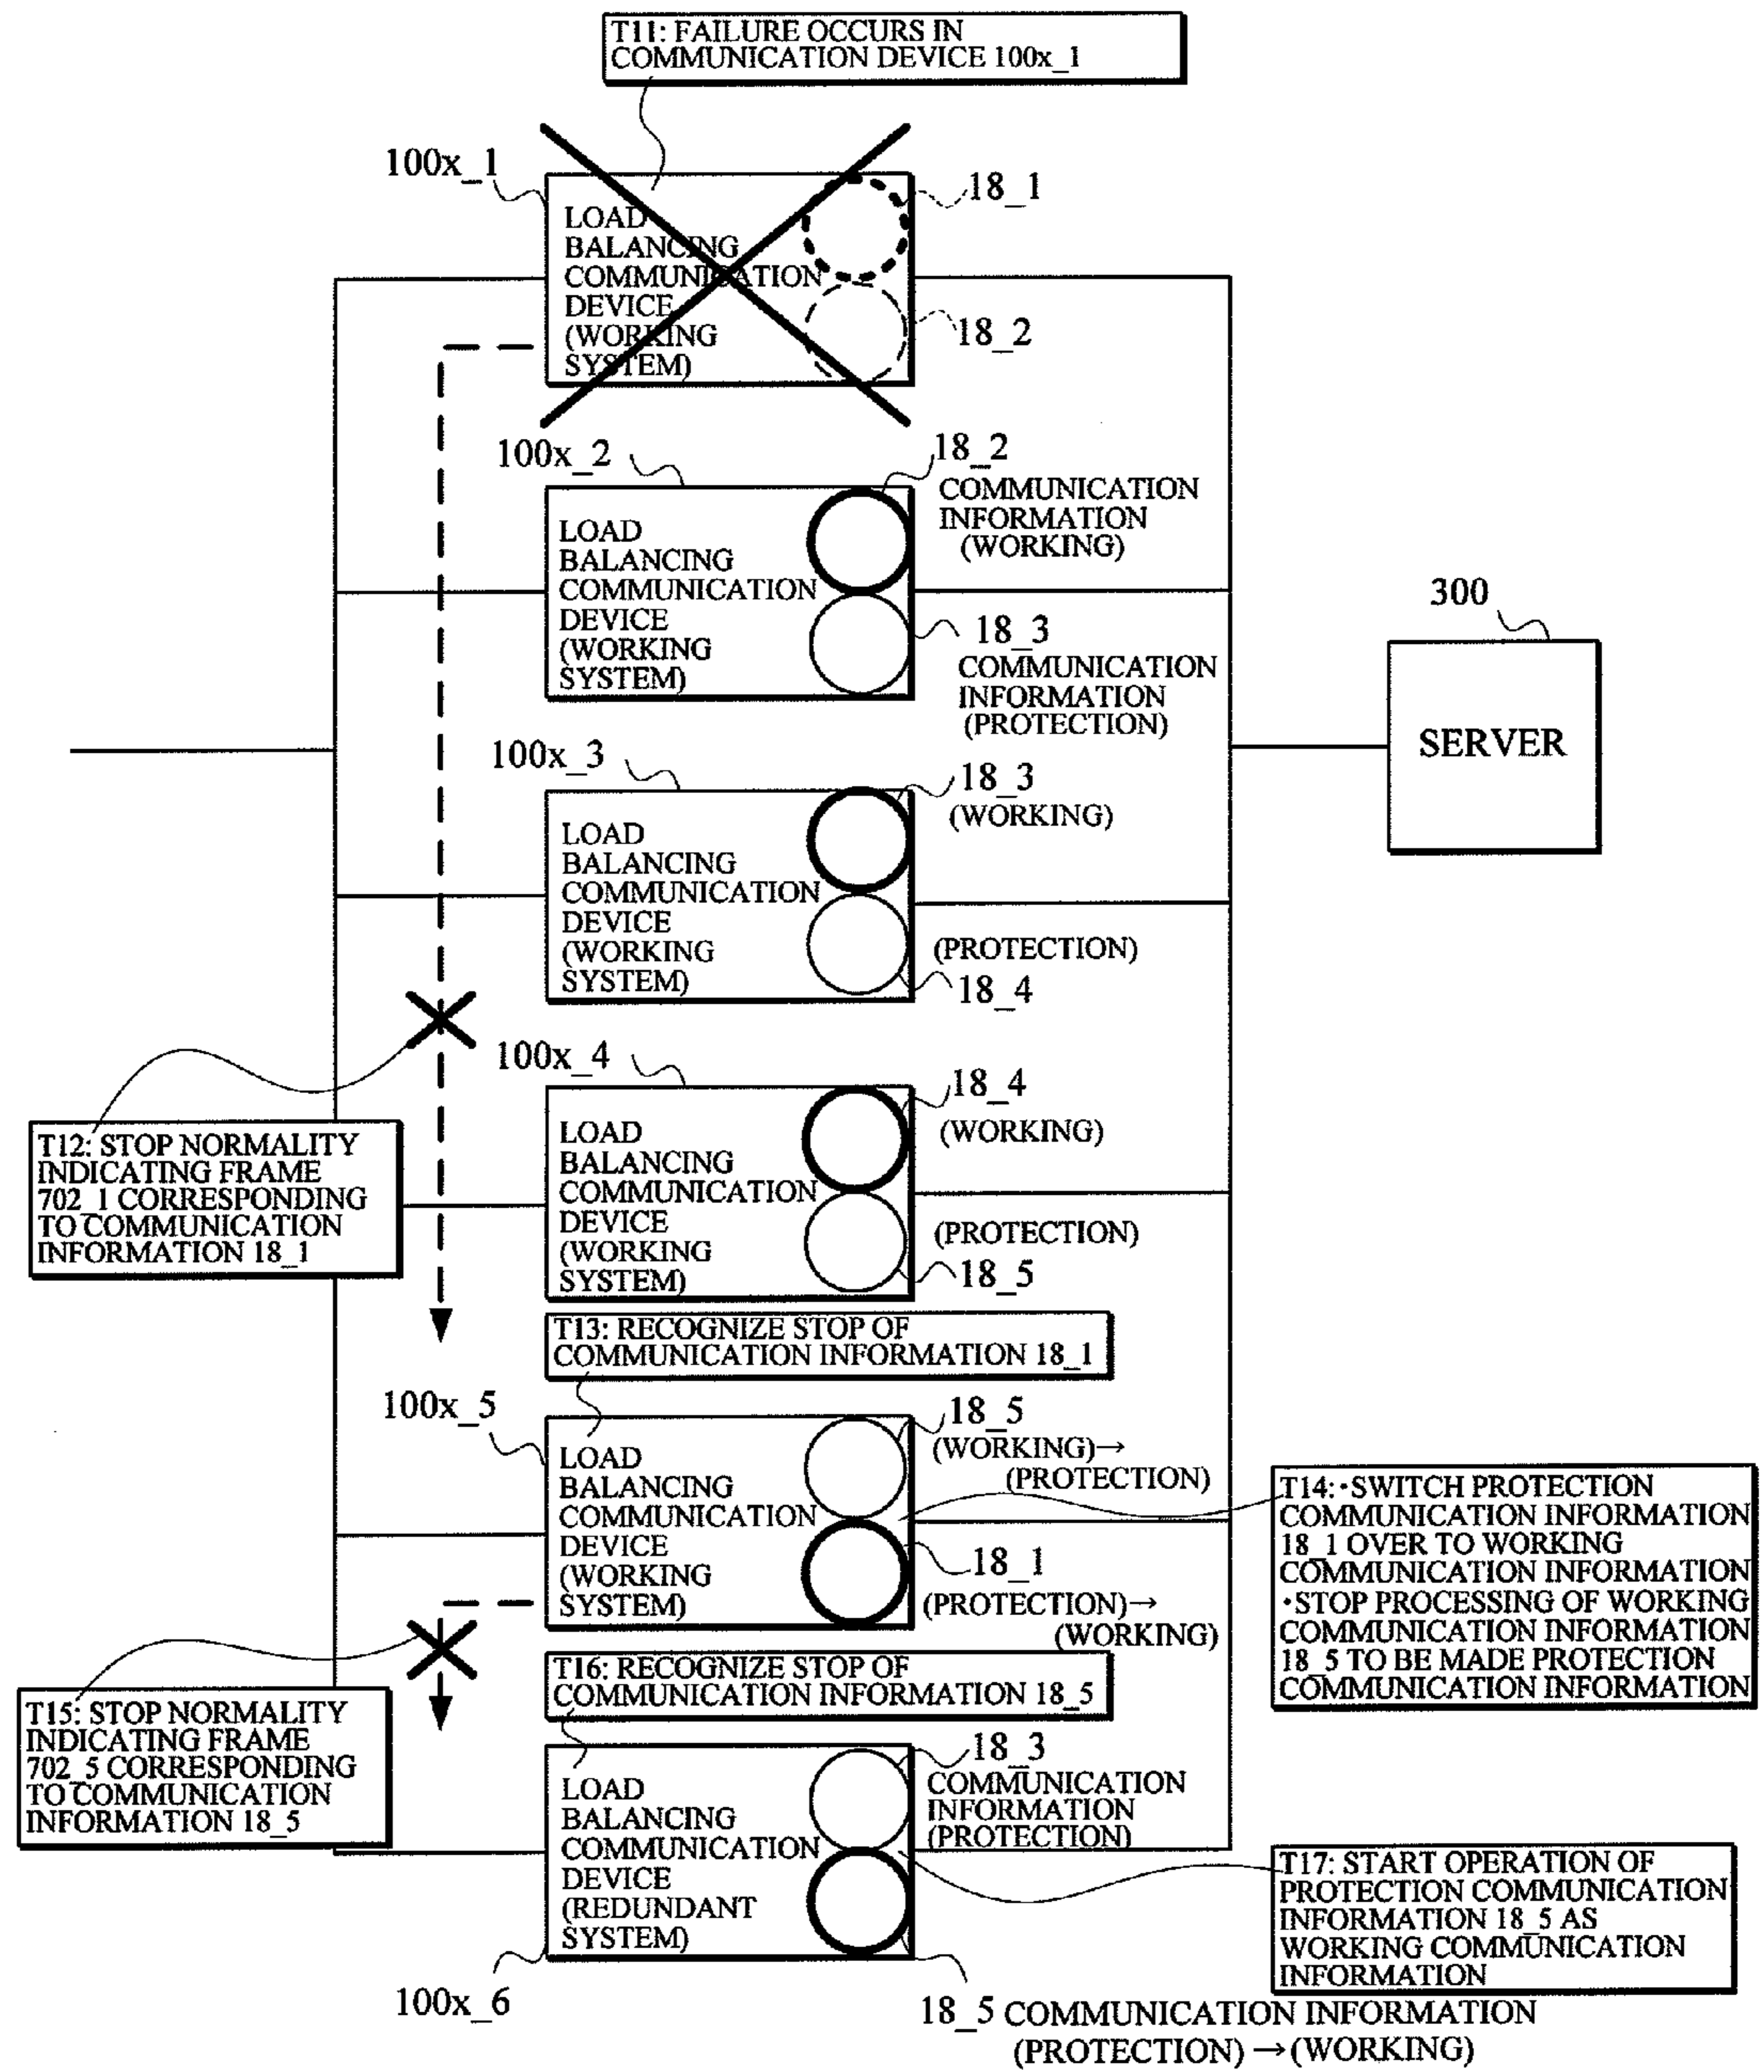 T11: FAILURE OCCURS IN
COMMUNICATION DEVICE 100x_1
100x_1
18_1
LOAD
BALANCING
COMMUNICATION
DEVICE
(WORKING
SYSTEM)
18_2
100x_2
18_2
COMMUNICATION
INFORMATION
(WORKING)
LOAD
BALANCING
COMMUNICATION
DEVICE
(WORKING
SYSTEM)
18_3
COMMUNICATION
INFORMATION
(PROTECTION)
300
SERVER
100x_3
18_3
(WORKING)
LOAD
BALANCING
COMMUNICATION
DEVICE
(WORKING
SYSTEM)
(PROTECTION)
18_4
100x_4
18_4
(WORKING)
LOAD
BALANCING
COMMUNICATION
DEVICE
(WORKING
SYSTEM)
(PROTECTION)
18_5
T12: STOP NORMALITY
INDICATING FRAME
702_1 CORRESPONDING
TO COMMUNICATION
INFORMATION 18_1
T13: RECOGNIZE STOP OF
COMMUNICATION INFORMATION 18_1
100x_5
18_5
(WORKING)→
(PROTECTION)
LOAD
BALANCING
COMMUNICATION
DEVICE
(WORKING
SYSTEM)
18_1
(PROTECTION)→
(WORKING)
T14:・SWITCH PROTECTION
COMMUNICATION INFORMATION
18_1 OVER TO WORKING
COMMUNICATION INFORMATION
・STOP PROCESSING OF WORKING
COMMUNICATION INFORMATION
18_5 TO BE MADE PROTECTION
COMMUNICATION INFORMATION
T15: STOP NORMALITY
INDICATING FRAME
702_5 CORRESPONDING
TO COMMUNICATION
INFORMATION 18_5
T16: RECOGNIZE STOP OF
COMMUNICATION INFORMATION 18_5
18_3
COMMUNICATION
INFORMATION
(PROTECTION)
LOAD
BALANCING
COMMUNICATION
DEVICE
(REDUNDANT
SYSTEM)
100x_6
T17: START OPERATION OF
PROTECTION COMMUNICATION
INFORMATION 18_5 AS
WORKING COMMUNICATION
INFORMATION
18_5 COMMUNICATION INFORMATION
(PROTECTION)→(WORKING)